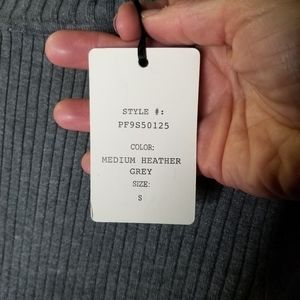 STYLE #:
PF9S50125
COLOR:
MEDIUM HEATHER
GREY
SIZE:
S